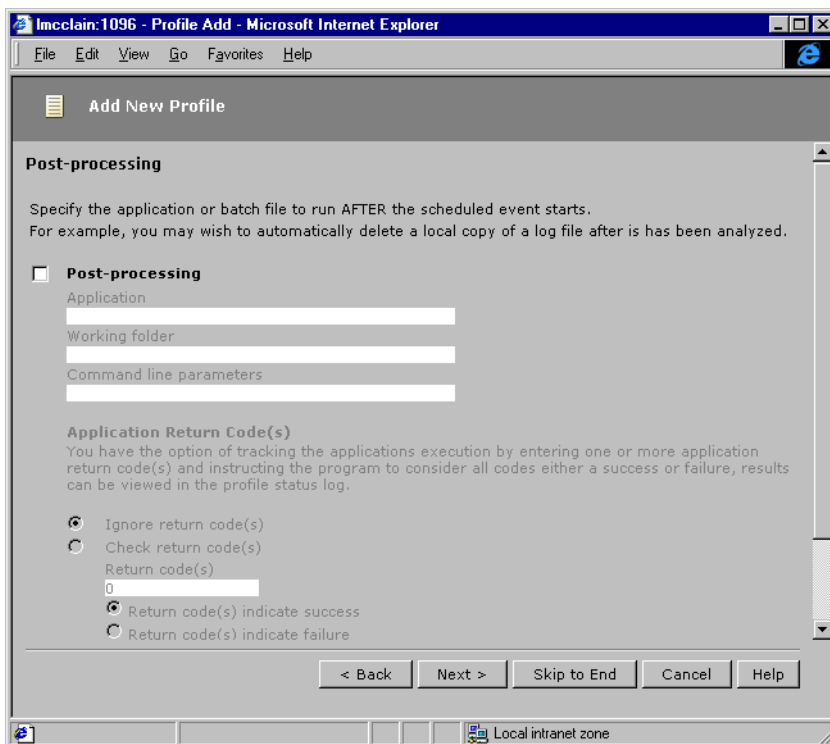 lmcclain:1096 - Profile Add - Microsoft Internet Explorer
File Edit View Go Favorites Help
Add New Profile
Post-processing
Specify the application or batch file to run AFTER the scheduled event starts.
For example, you may wish to automatically delete a local copy of a log file after is has been analyzed.
Post-processing
Application
Working folder
Command line parameters
Application Return Code(s)
You have the option of tracking the applications execution by entering one or more application
return code(s) and instructing the program to consider all codes either a success or failure, results
can be viewed in the profile status log.
Ignore return code(s)
Check return code(s)
Return code(s)
0
Return code(s) indicate success
Return code(s) indicate failure
< Back Next > Skip to End Cancel Help
Local intranet zone